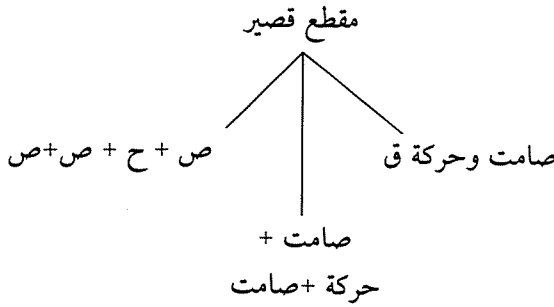 مقطع قصير
صامت وحركة ق
ص + ح + ص+ص
صامت +
حركة +صامت